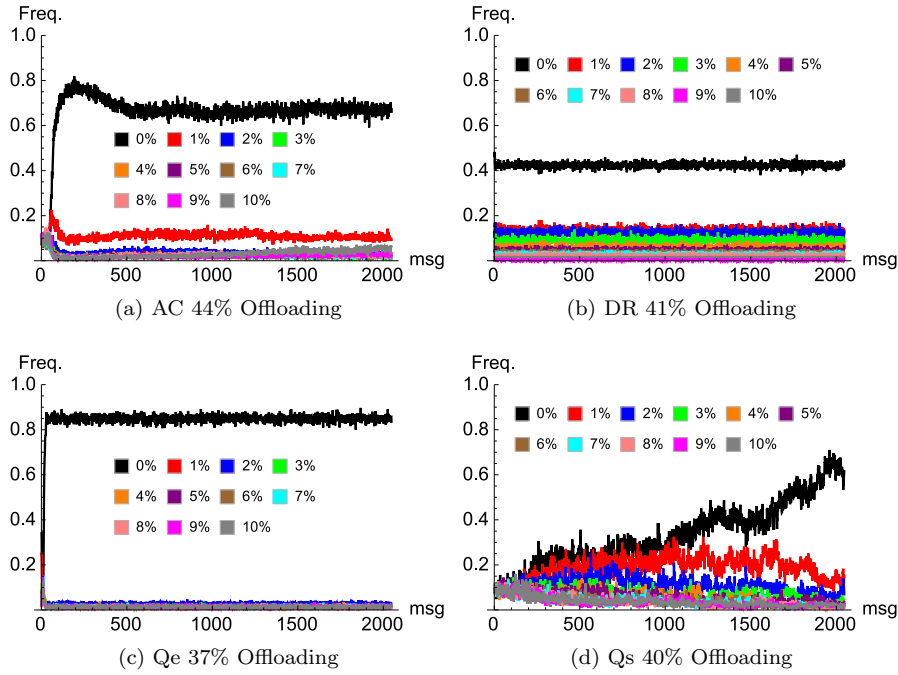 Freq.
1.0
0.8
0.6
0.4
0.2
0% 1% 2% 3%
4% 5% 6% 7%
8% 9% 10%
0 500 1000 1500 2000 msg
(a) AC 44% Offloading
Freq.
1.0
0.8
0.6
0.4
0.2
0% 1% 2% 3% 4% 5%
6% 7% 8% 9% 10%
0 500 1000 1500 2000 msg
(b) DR 41% Offloading
Freq.
1.0
0.8
0.6
0.4
0.2
0% 1% 2% 3%
4% 5% 6% 7%
8% 9% 10%
0 500 1000 1500 2000 msg
(c) Qe 37% Offloading
Freq.
1.0
0.8
0.6
0.4
0.2
0% 1% 2% 3% 4% 5%
6% 7% 8% 9% 10%
0 500 1000 1500 2000 msg
(d) Qs 40% Offloading